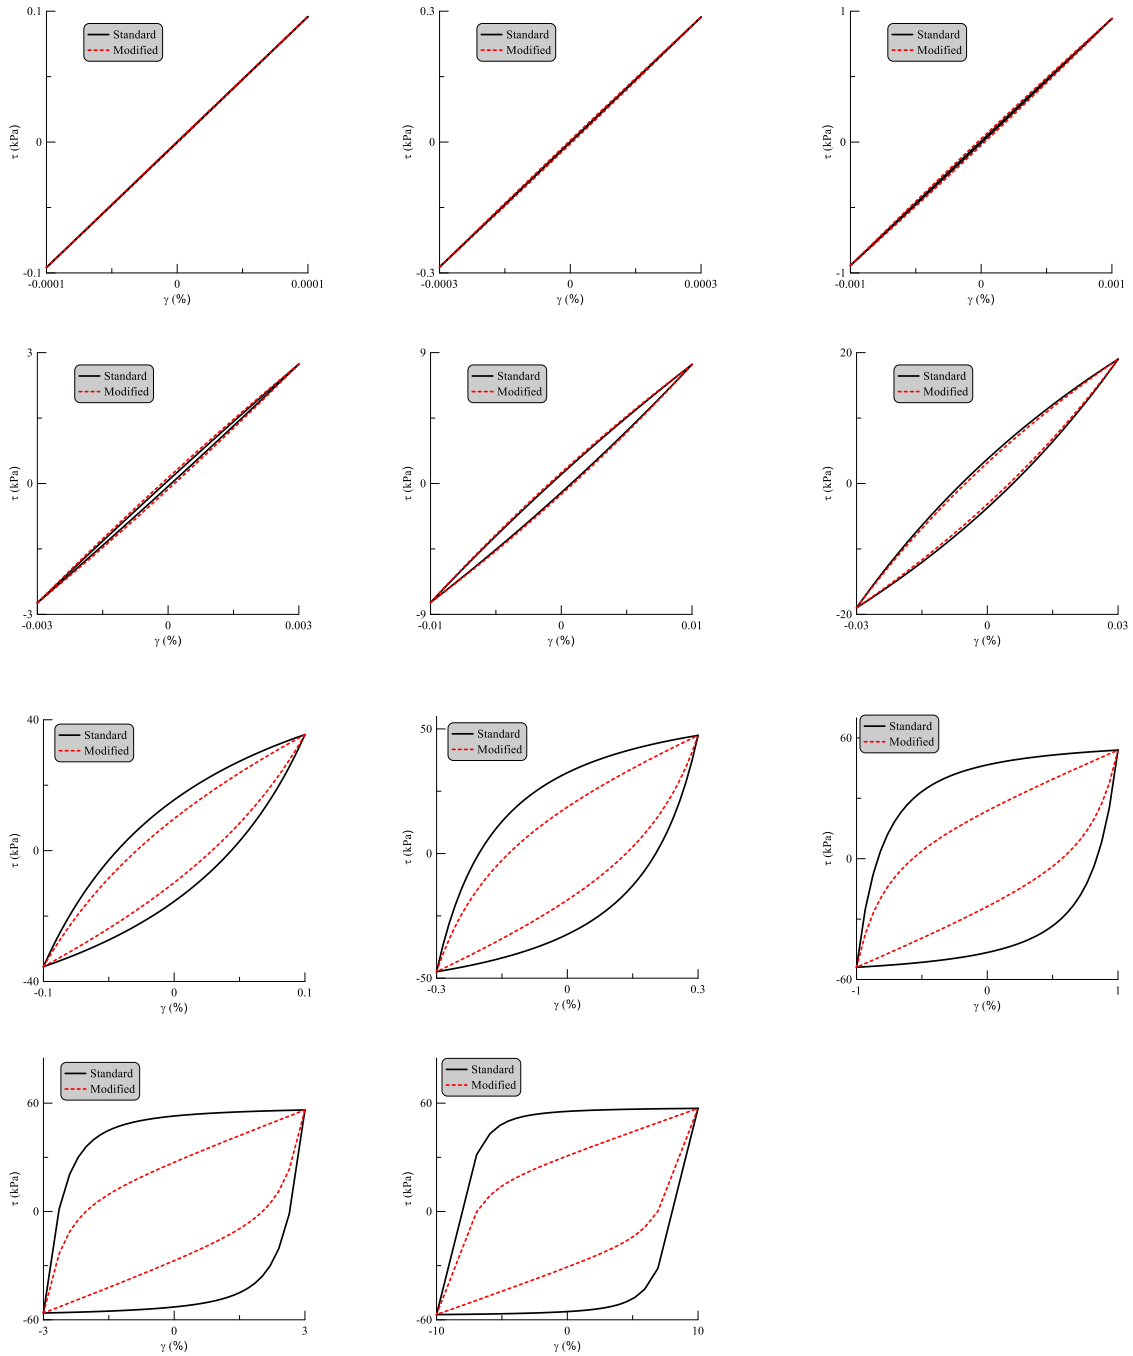 0.1
Standard
Modified
τ (kPa)
0
-0.1
-0.0001
0
0.0001
γ (%)
0.3
Standard
Modified
τ (kPa)
0
-0.3
-0.0003
0
0.0003
γ (%)
1
Standard
Modified
τ (kPa)
0
-1
-0.001
0
0.001
γ (%)
3
Standard
Modified
τ (kPa)
0
-3
-0.003
0
0.003
γ (%)
9
Standard
Modified
τ (kPa)
0
-9
-0.01
0
0.01
γ (%)
20
Standard
Modified
τ (kPa)
0
-20
-0.03
0
0.03
γ (%)
40
Standard
Modified
τ (kPa)
0
-40
-0.1
0
0.1
γ (%)
50
Standard
Modified
τ (kPa)
0
-50
-0.3
0
0.3
γ (%)
60
Standard
Modified
τ (kPa)
0
-60
-1
0
1
γ (%)
Standard
Modified
60
τ (kPa)
0
-60
-3
0
3
γ (%)
Standard
Modified
60
τ (kPa)
0
-60
-10
0
10
γ (%)